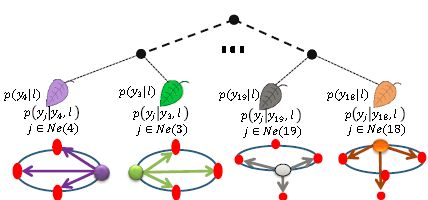 ...
p(y₄|l)
p(yⱼ|y₄, l)
j ∈ Ne(4)
p(y₃|l)
p(yⱼ|y₃, l)
j ∈ Ne(3)
p(y₁₉|l)
p(yⱼ|y₁₉, l)
j ∈ Ne(19)
p(y₁₈|l)
p(yⱼ|y₁₈, l)
j ∈ Ne(18)